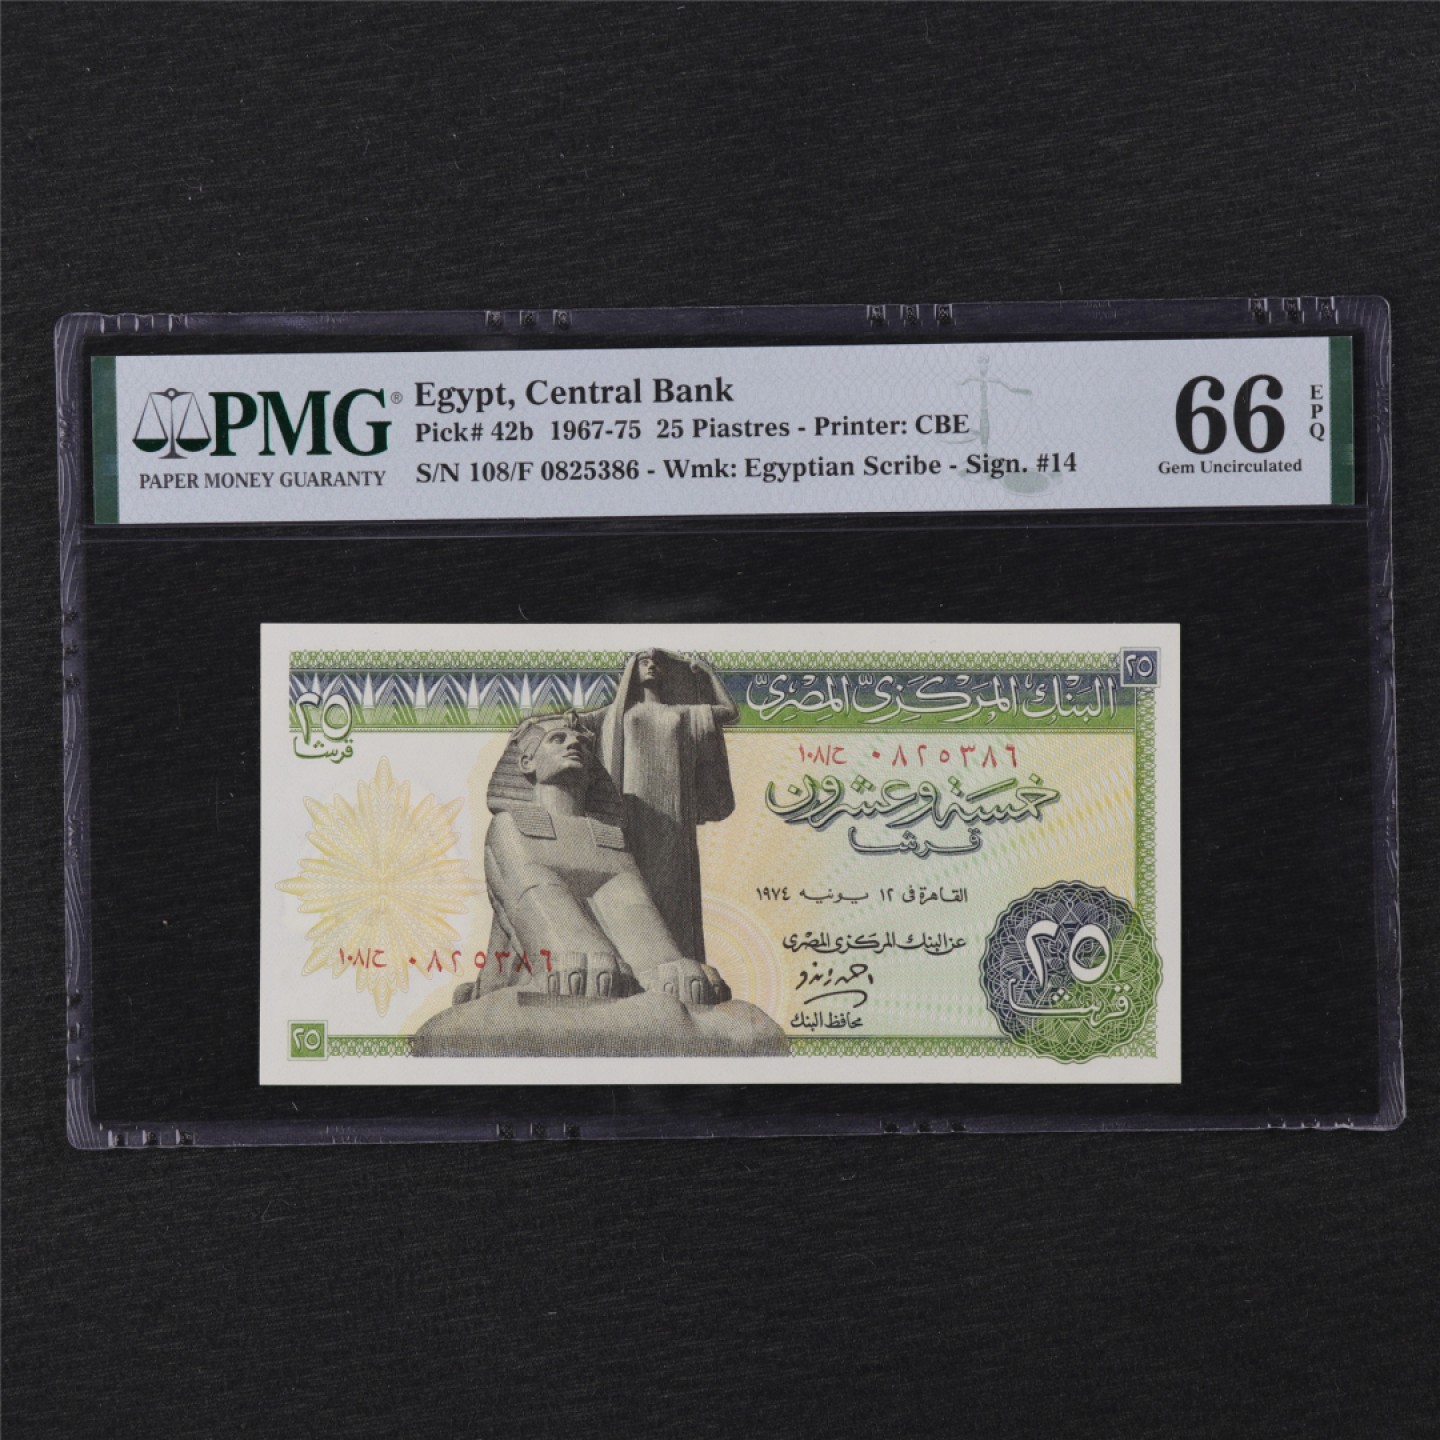 PMG®
PAPER MONEY GUARANTY
Egypt, Central Bank
Pick# 42b 1967-75 25 Piastres - Printer: CBE
S/N 108/F 0825386 - Wmk: Egyptian Scribe - Sign. #14
66
EPQ
Gem Uncirculated
٢٥
البنك المركزي المصري
٢٥
قرشا
١٠٨/ح ٠٨٢٥٣٨٦
خمسة وعشرون
قرشا
القاهرة فى ١٢ يونيه ١٩٧٤
عن البنك المركزى المصرى
محافظ البنك
٢٥
قرشا
١٠٨/ح ٠٨٢٥٣٨٦
٢٥